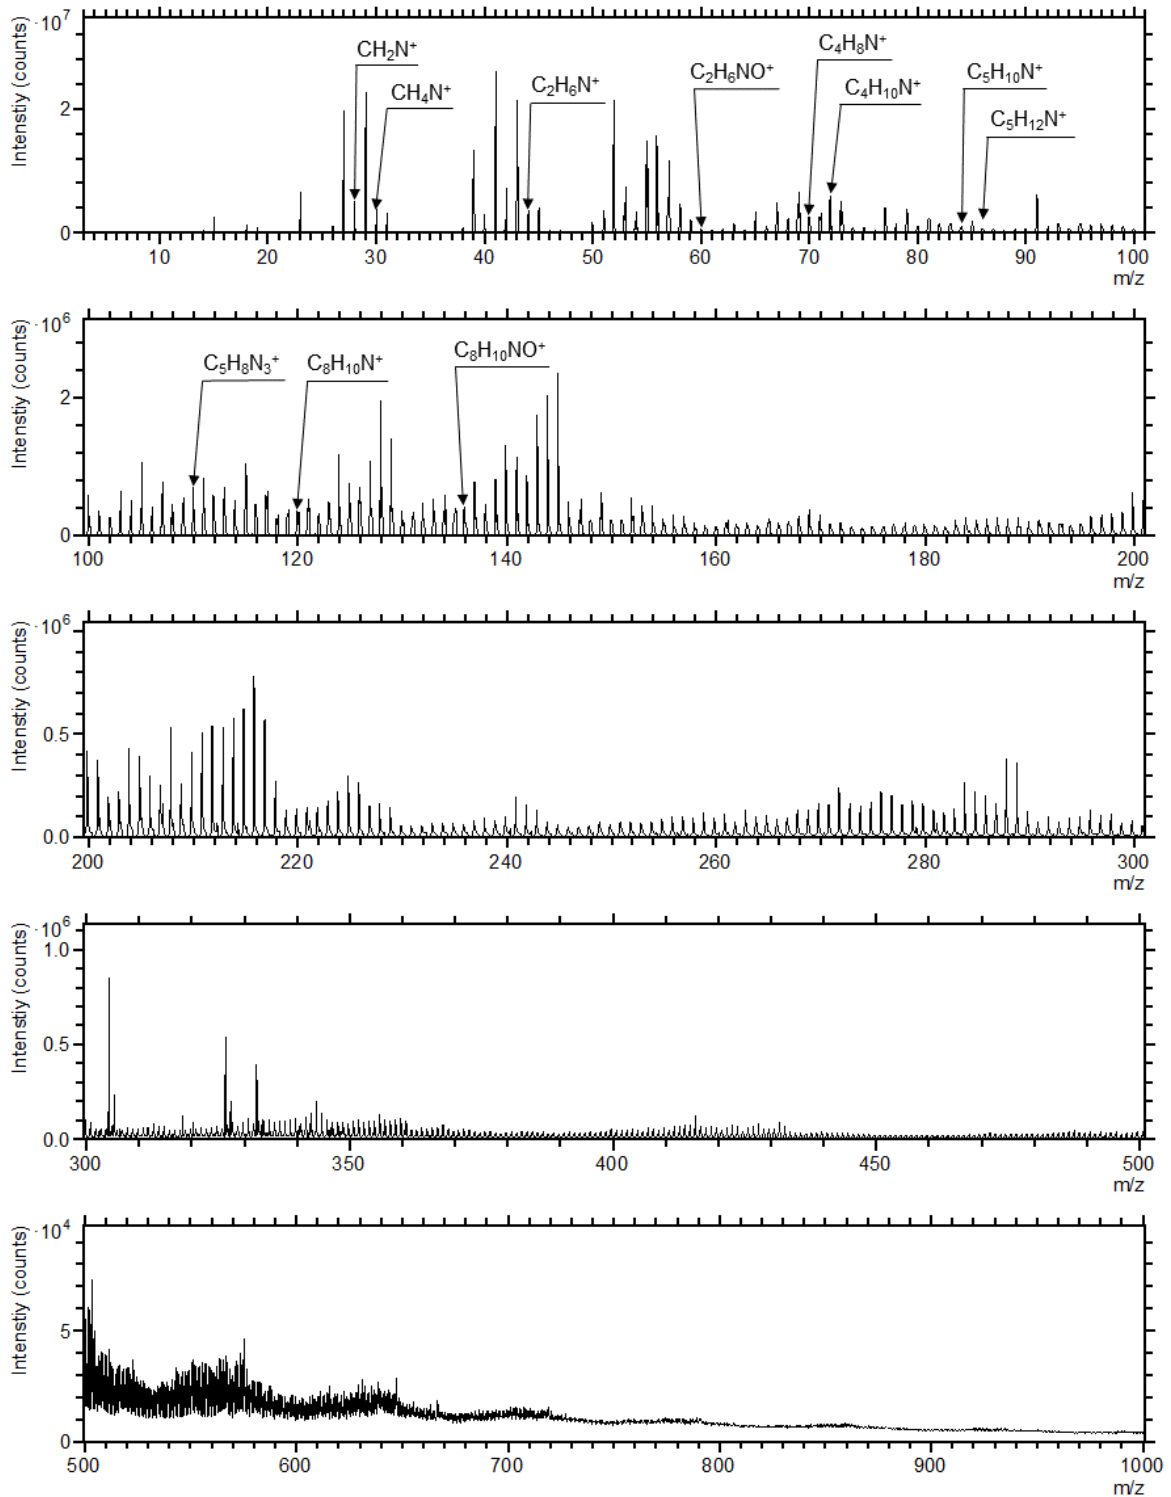 Intenstiy (counts)
·10⁷
2
0
CH₂N⁺
CH₄N⁺
C₂H₆N⁺
C₂H₆NO⁺
C₄H₈N⁺
C₄H₁₀N⁺
C₅H₁₀N⁺
C₅H₁₂N⁺
10 20 30 40 50 60 70 80 90 100
m/z
Intenstiy (counts)
·10⁶
2
0
C₅H₈N₃⁺
C₈H₁₀N⁺
C₈H₁₀NO⁺
100 120 140 160 180 200
m/z
Intenstiy (counts)
·10⁶
0.5
0.0
200 220 240 260 280 300
m/z
Intenstiy (counts)
·10⁶
1.0
0.5
0.0
300 350 400 450 500
m/z
Intenstiy (counts)
·10⁴
5
0
500 600 700 800 900 1000
m/z